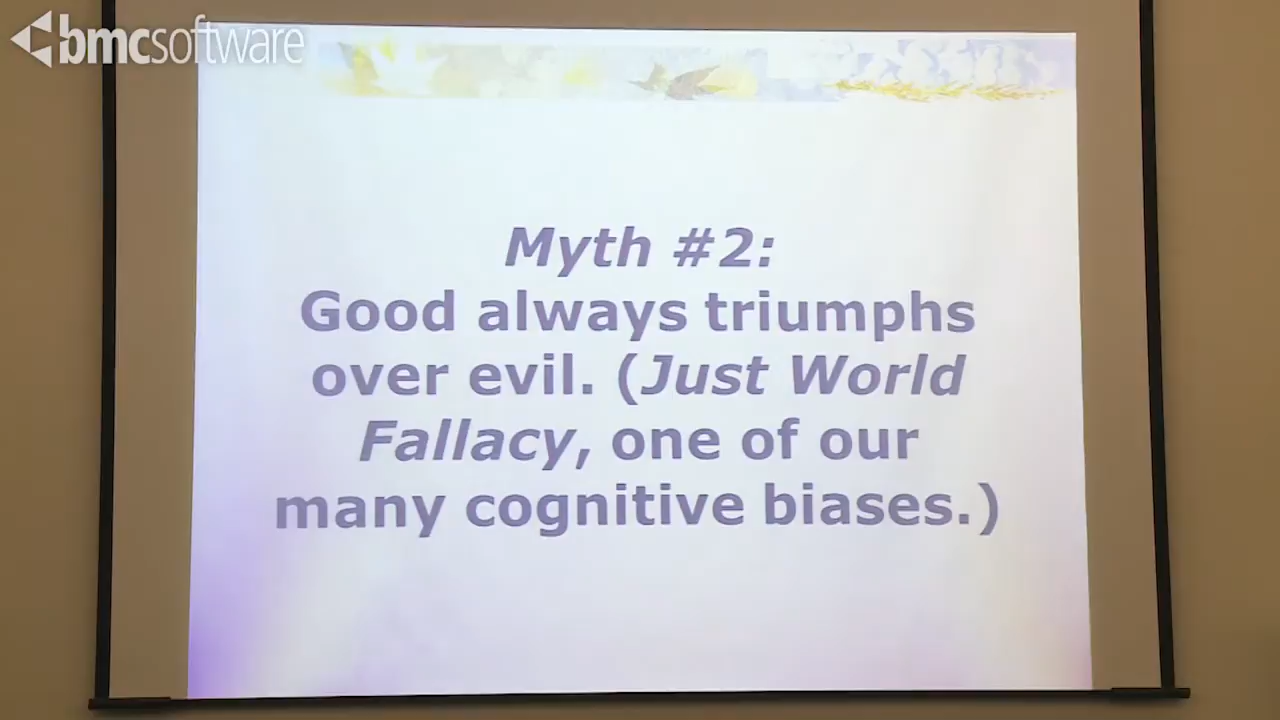 bmcsoftware
Myth #2:
Good always triumphs
over evil. (Just World
Fallacy, one of our
many cognitive biases.)